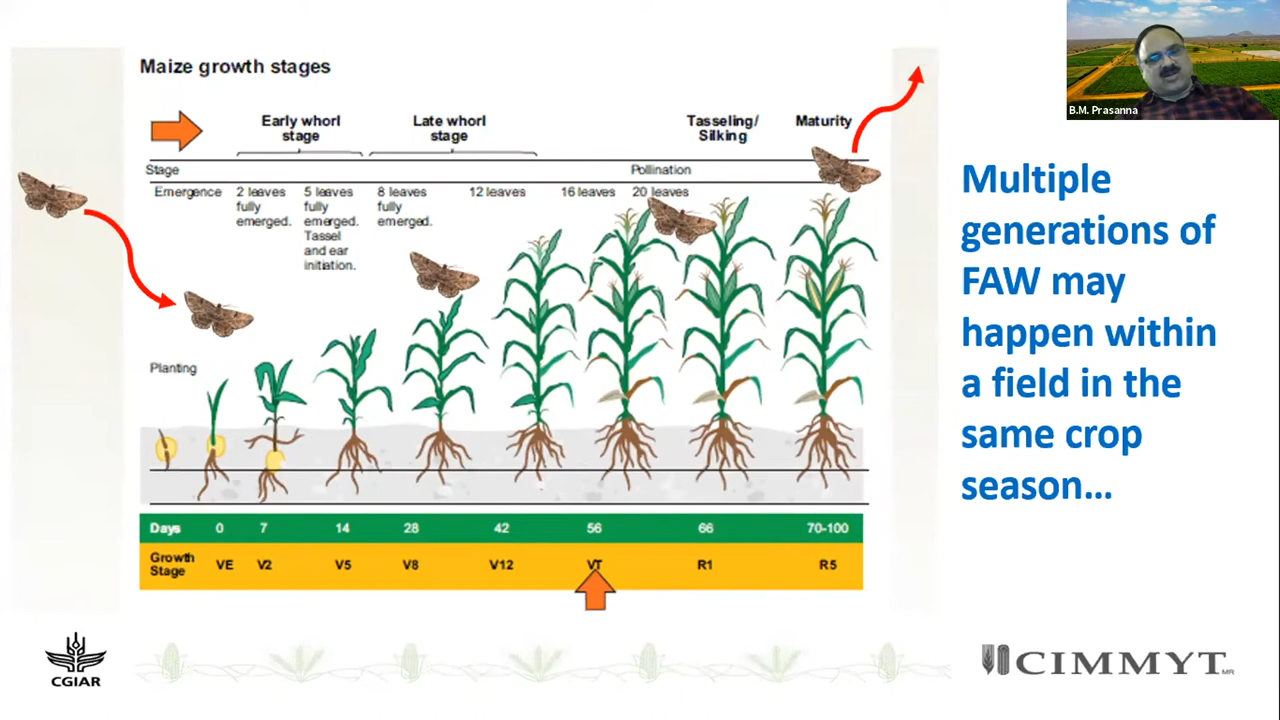 Maize growth stages
Early whorl
stage
Late whorl
stage
Tasseling/
Silking
Maturity
Stage
Pollination
Emergence
2 leaves
fully
emerged.
5 leaves
fully
emerged.
Tassel
and ear
initiation.
8 leaves
fully
emerged.
12 leaves
16 leaves
20 leaves
Planting
Days 0 7 14 28 42 56 66 70-100
Growth
Stage
VE V2 V5 V8 V12 VT R1 R5
B.M. Prasanna
Multiple
generations of
FAW may
happen within
a field in the
same crop
season...
CGIAR
CIMMYT
MR